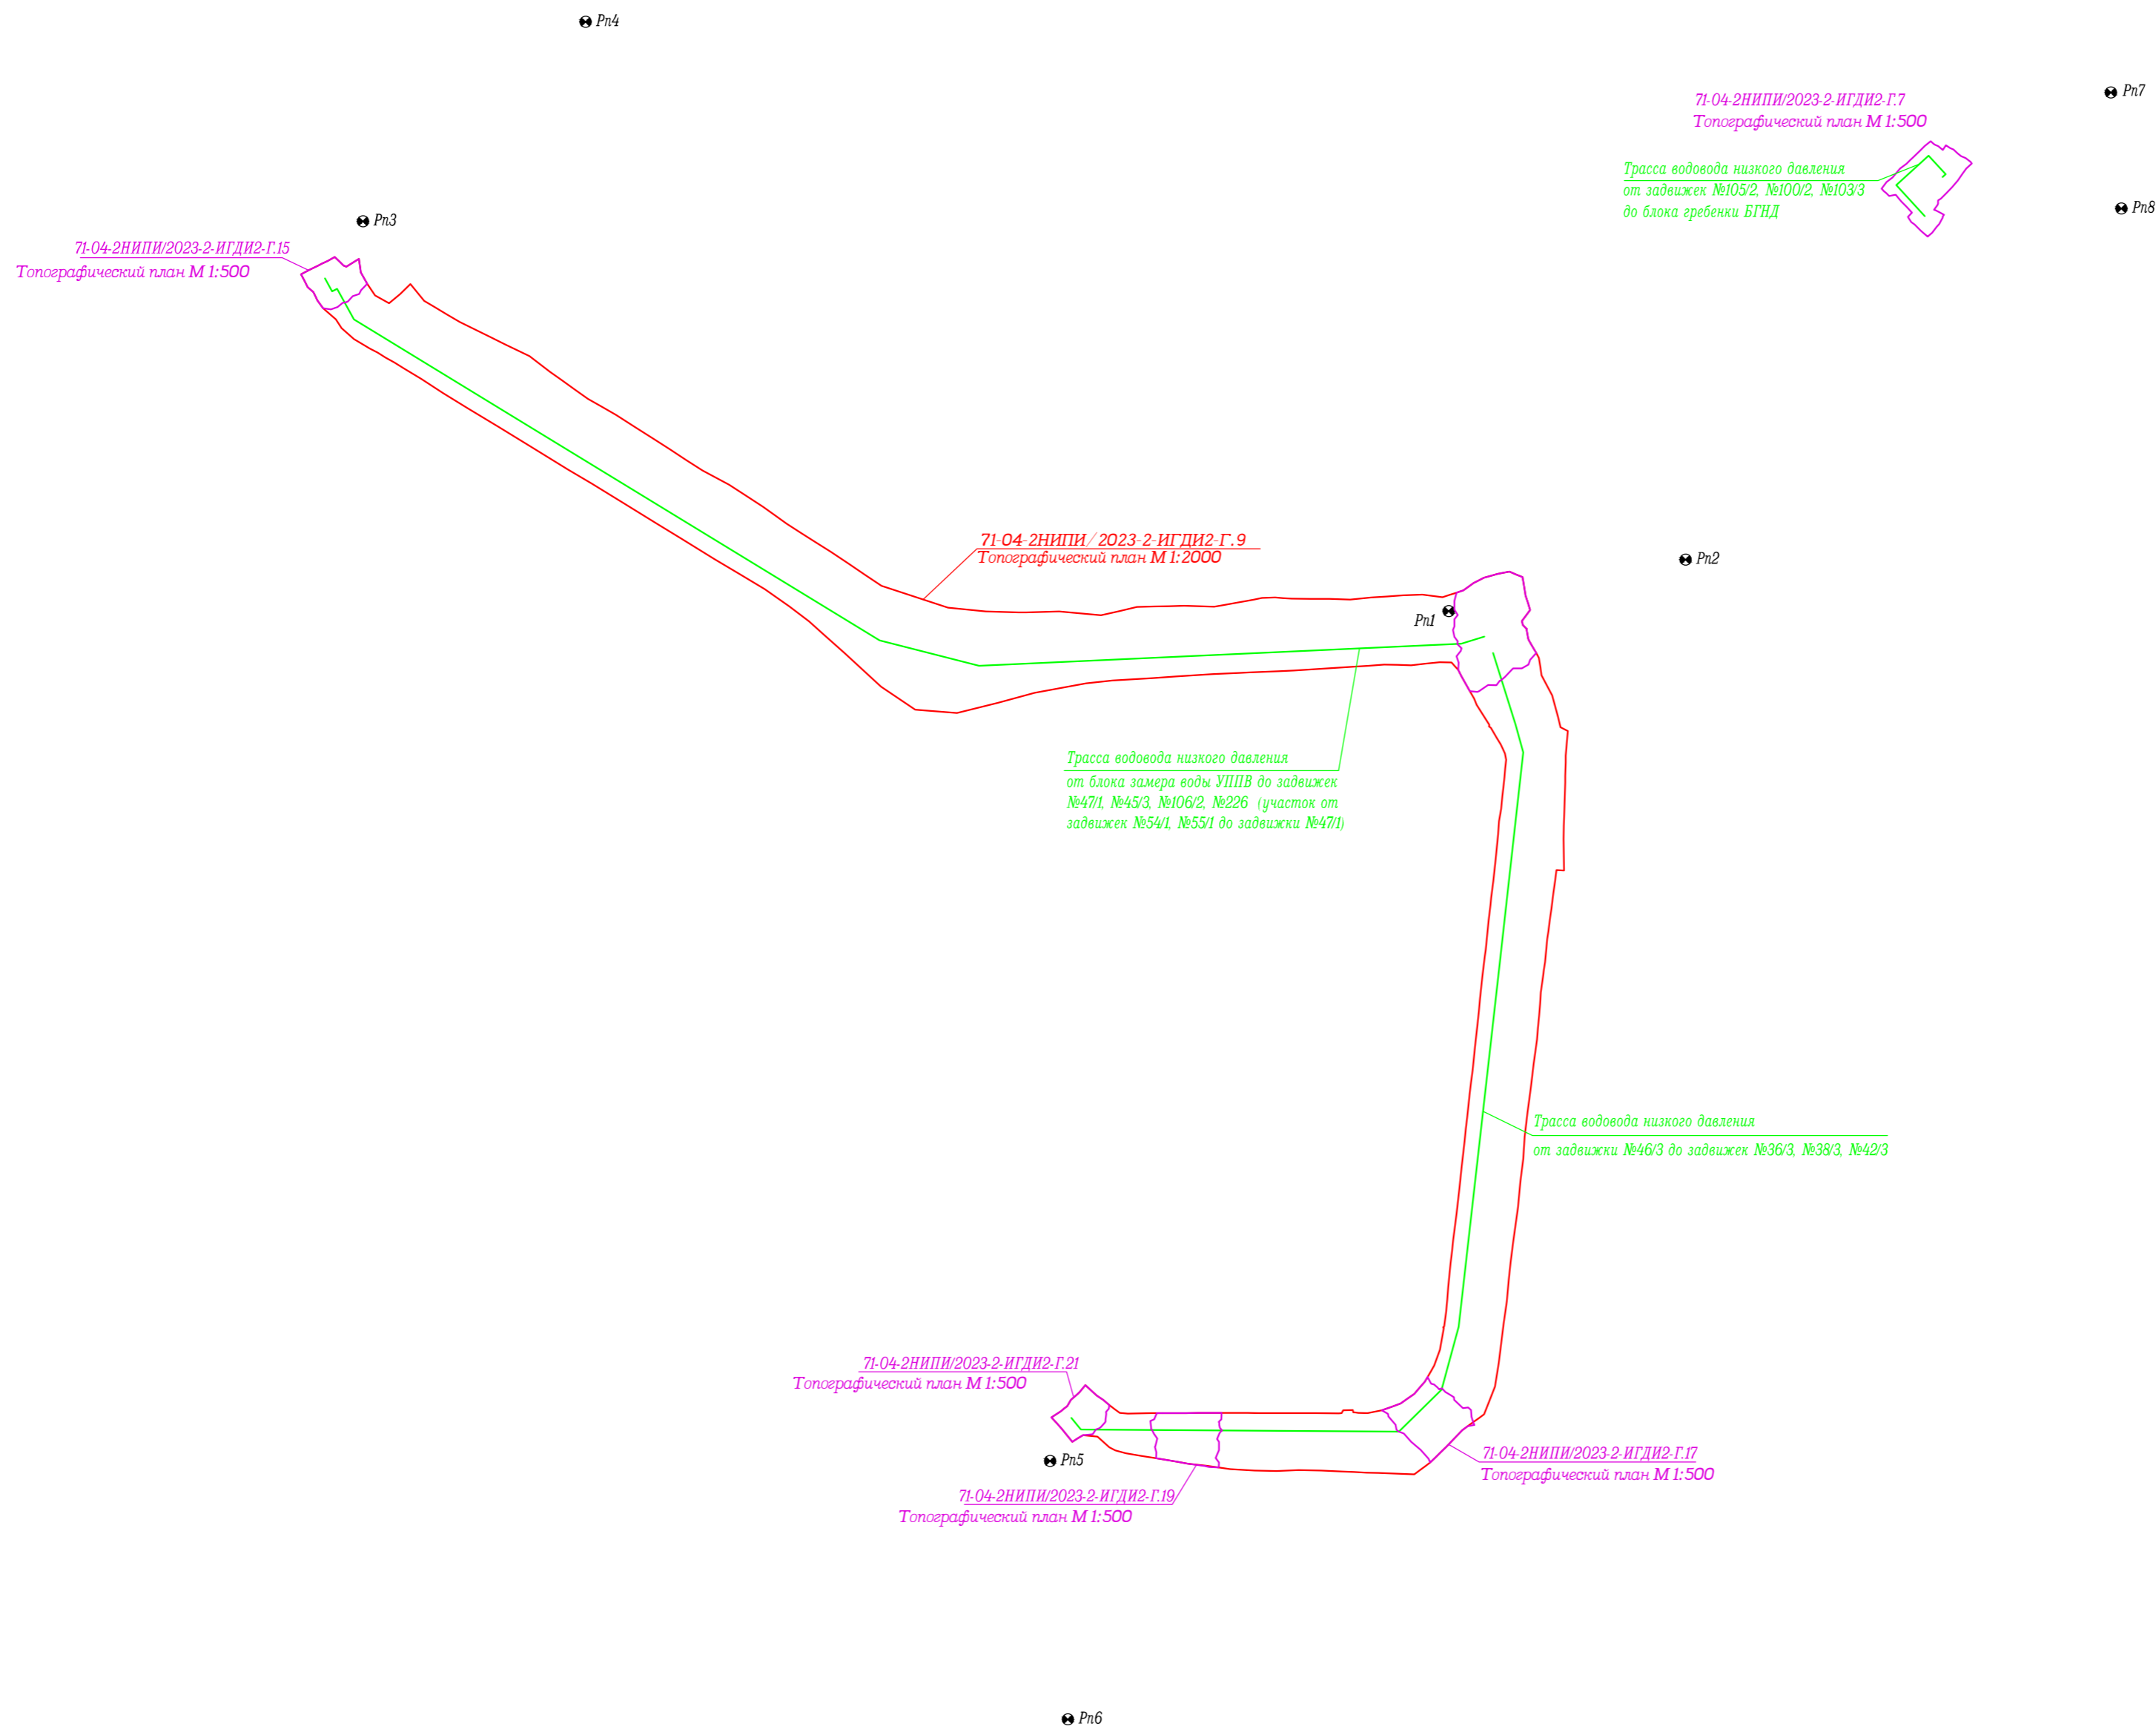 Рп4
Рп7
71-04-2НИПИ/2023-2-ИГДИ2-Г.7
Топографический план М 1:500
Трасса водовода низкого давления
от задвижек №105/2, №100/2, №103/3
до блока гребенки БГНД
Рп8
Рп3
71-04-2НИПИ/2023-2-ИГДИ2-Г.15
Топографический план М 1:500
71-04-2НИПИ/2023-2-ИГДИ2-Г.9
Топографический план М 1:2000
Рп2
Рп1
Трасса водовода низкого давления
от блока замера воды УППВ до задвижек
№47/1, №45/3, №106/2, №226 (участок от
задвижек №54/1, №55/1 до задвижки №47/1)
Трасса водовода низкого давления
от задвижки №46/3 до задвижек №36/3, №38/3, №42/3
71-04-2НИПИ/2023-2-ИГДИ2-Г.21
Топографический план М 1:500
Рп5
71-04-2НИПИ/2023-2-ИГДИ2-Г.17
Топографический план М 1:500
71-04-2НИПИ/2023-2-ИГДИ2-Г.19
Топографический план М 1:500
Рп6